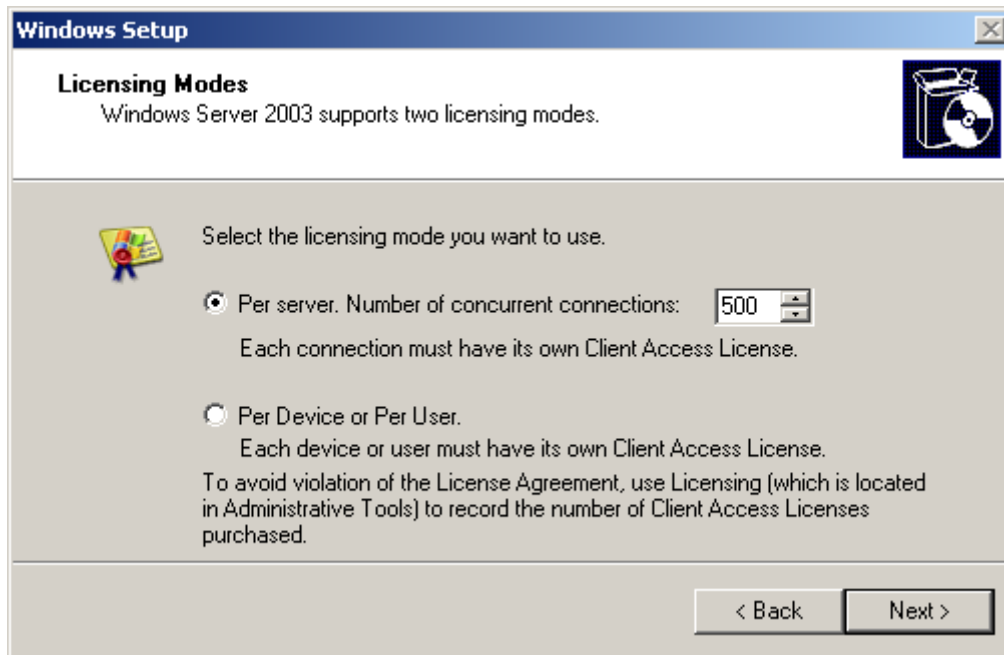 Windows Setup
Licensing Modes
Windows Server 2003 supports two licensing modes.
Select the licensing mode you want to use.
Per server. Number of concurrent connections: 500
Each connection must have its own Client Access License.
Per Device or Per User.
Each device or user must have its own Client Access License.
To avoid violation of the License Agreement, use Licensing (which is located
in Administrative Tools) to record the number of Client Access Licenses
purchased.
< Back Next >